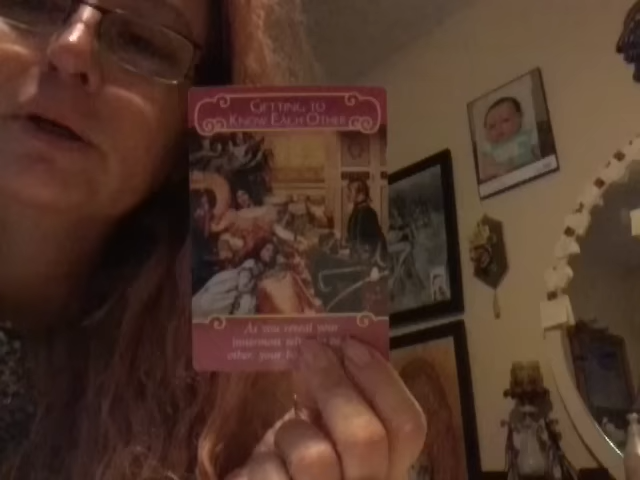 GETTING TO
KNOW EACH OTHER
As you reveal your
innermost
other, your